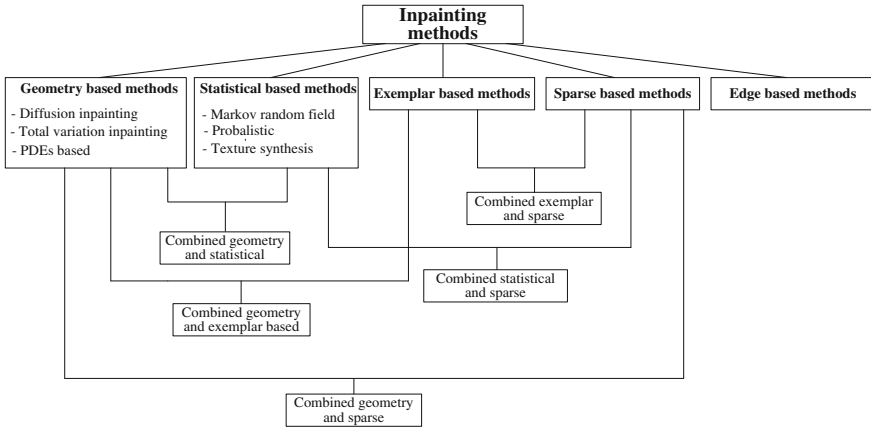 Inpainting
methods
Geometry based methods
- Diffusion inpainting
- Total variation inpainting
- PDEs based
Statistical based methods
- Markov random field
- Probalistic
- Texture synthesis
Exemplar based methods
Sparse based methods
Edge based methods
Combined exemplar
and sparse
Combined geometry
and statistical
Combined statistical
and sparse
Combined geometry
and exemplar based
Combined geometry
and sparse